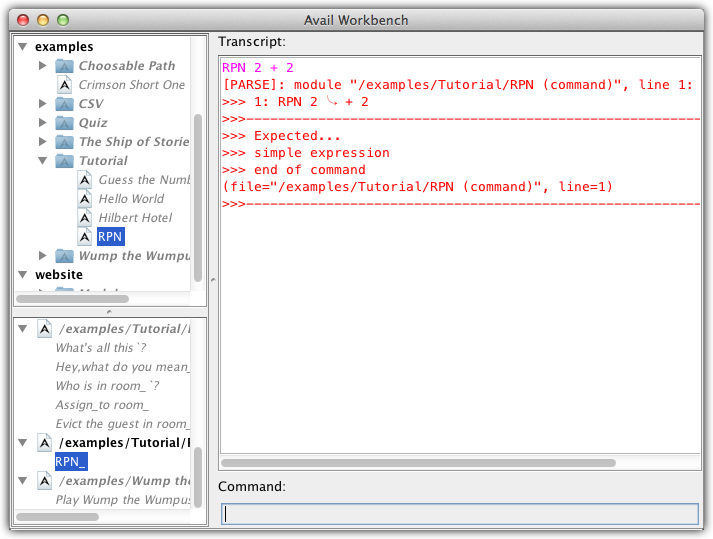 Avail Workbench
examples
Choosable Path
Crimson Short One
CSV
Quiz
The Ship of Storie
Tutorial
Guess the Numb
Hello World
Hilbert Hotel
RPN
Wump the Wumpu
website
/examples/Tutorial/
What's all this`?
Hey,what do you mean_
Who is in room_`?
Assign_to room_
Evict the guest in room_
/examples/Tutorial/
RPN_
/examples/Wump the
Play Wump the Wumpus
Transcript:
RPN 2 + 2
[PARSE]: module "/examples/Tutorial/RPN (command)", line 1:
>>> 1: RPN 2 ⤷ + 2
>>>---------------------------------------------------------
>>> Expected...
>>> simple expression
>>> end of command
(file="/examples/Tutorial/RPN (command)", line=1)
>>>---------------------------------------------------------
Command: